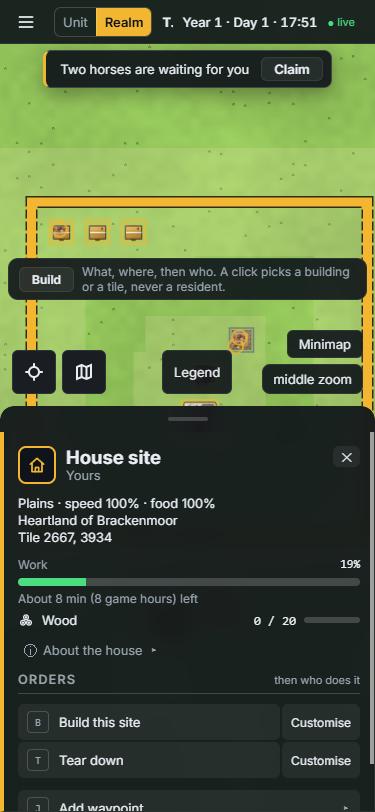 Unit Realm T. Year 1 · Day 1 · 17:51 live
Two horses are waiting for you Claim
Build What, where, then who. A click picks a building
or a tile, never a resident.
Minimap
Legend
middle zoom
House site
Yours
Plains · speed 100% · food 100%
Heartland of Brackenmoor
Tile 2667, 3934
Work 19%
About 8 min (8 game hours) left
Wood 0 / 20
About the house
ORDERS then who does it
B Build this site Customise
T Tear down Customise
J Add waypoint